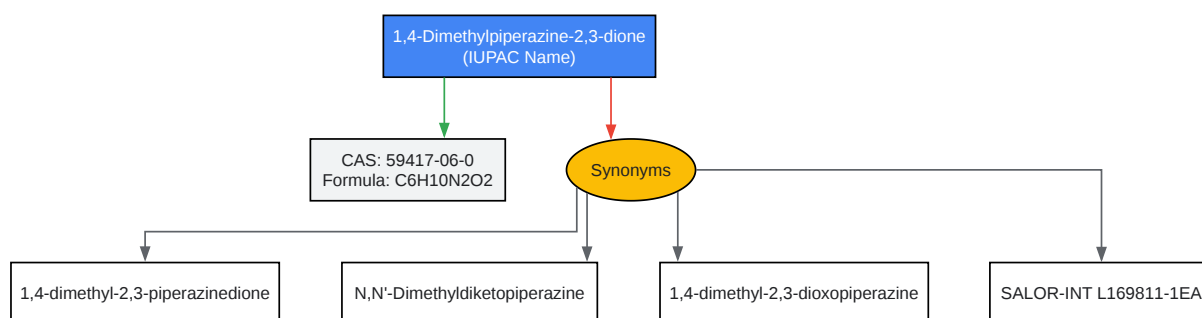 1,4-Dimethylpiperazine-2,3-dione
(IUPAC Name)
CAS: 59417-06-0
Formula: C6H10N2O2
Synonyms
1,4-dimethyl-2,3-piperazinedione
N,N'-Dimethyldiketopiperazine
1,4-dimethyl-2,3-dioxopiperazine
SALOR-INT L169811-1EA